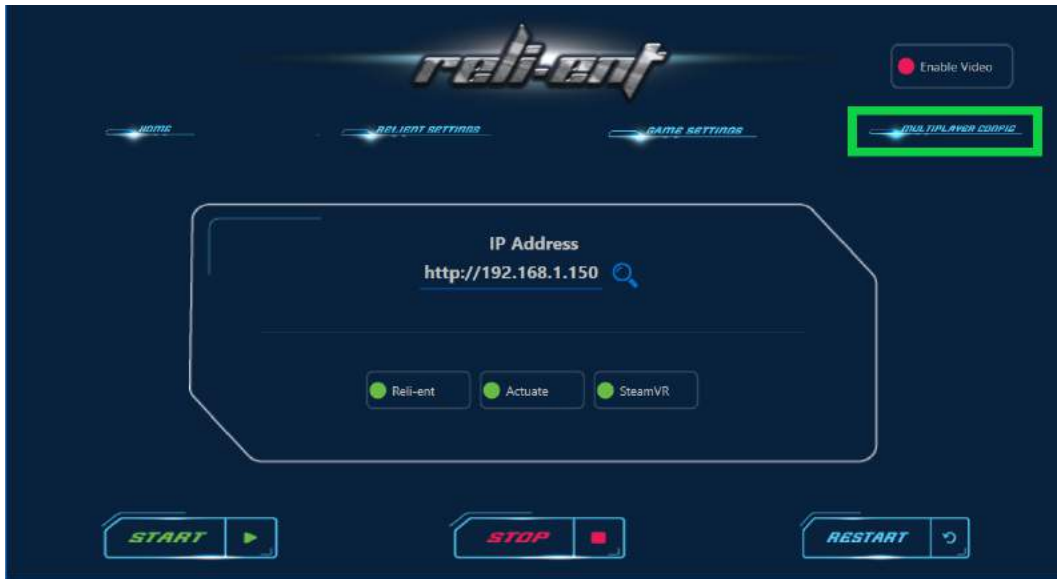 reli-ent
Enable Video
HOME
RELIENT SETTINGS
GAME SETTINGS
MULTIPLAYER CONFIG
IP Address
http://192.168.1.150
Reli-ent
Actuate
SteamVR
START
STOP
RESTART